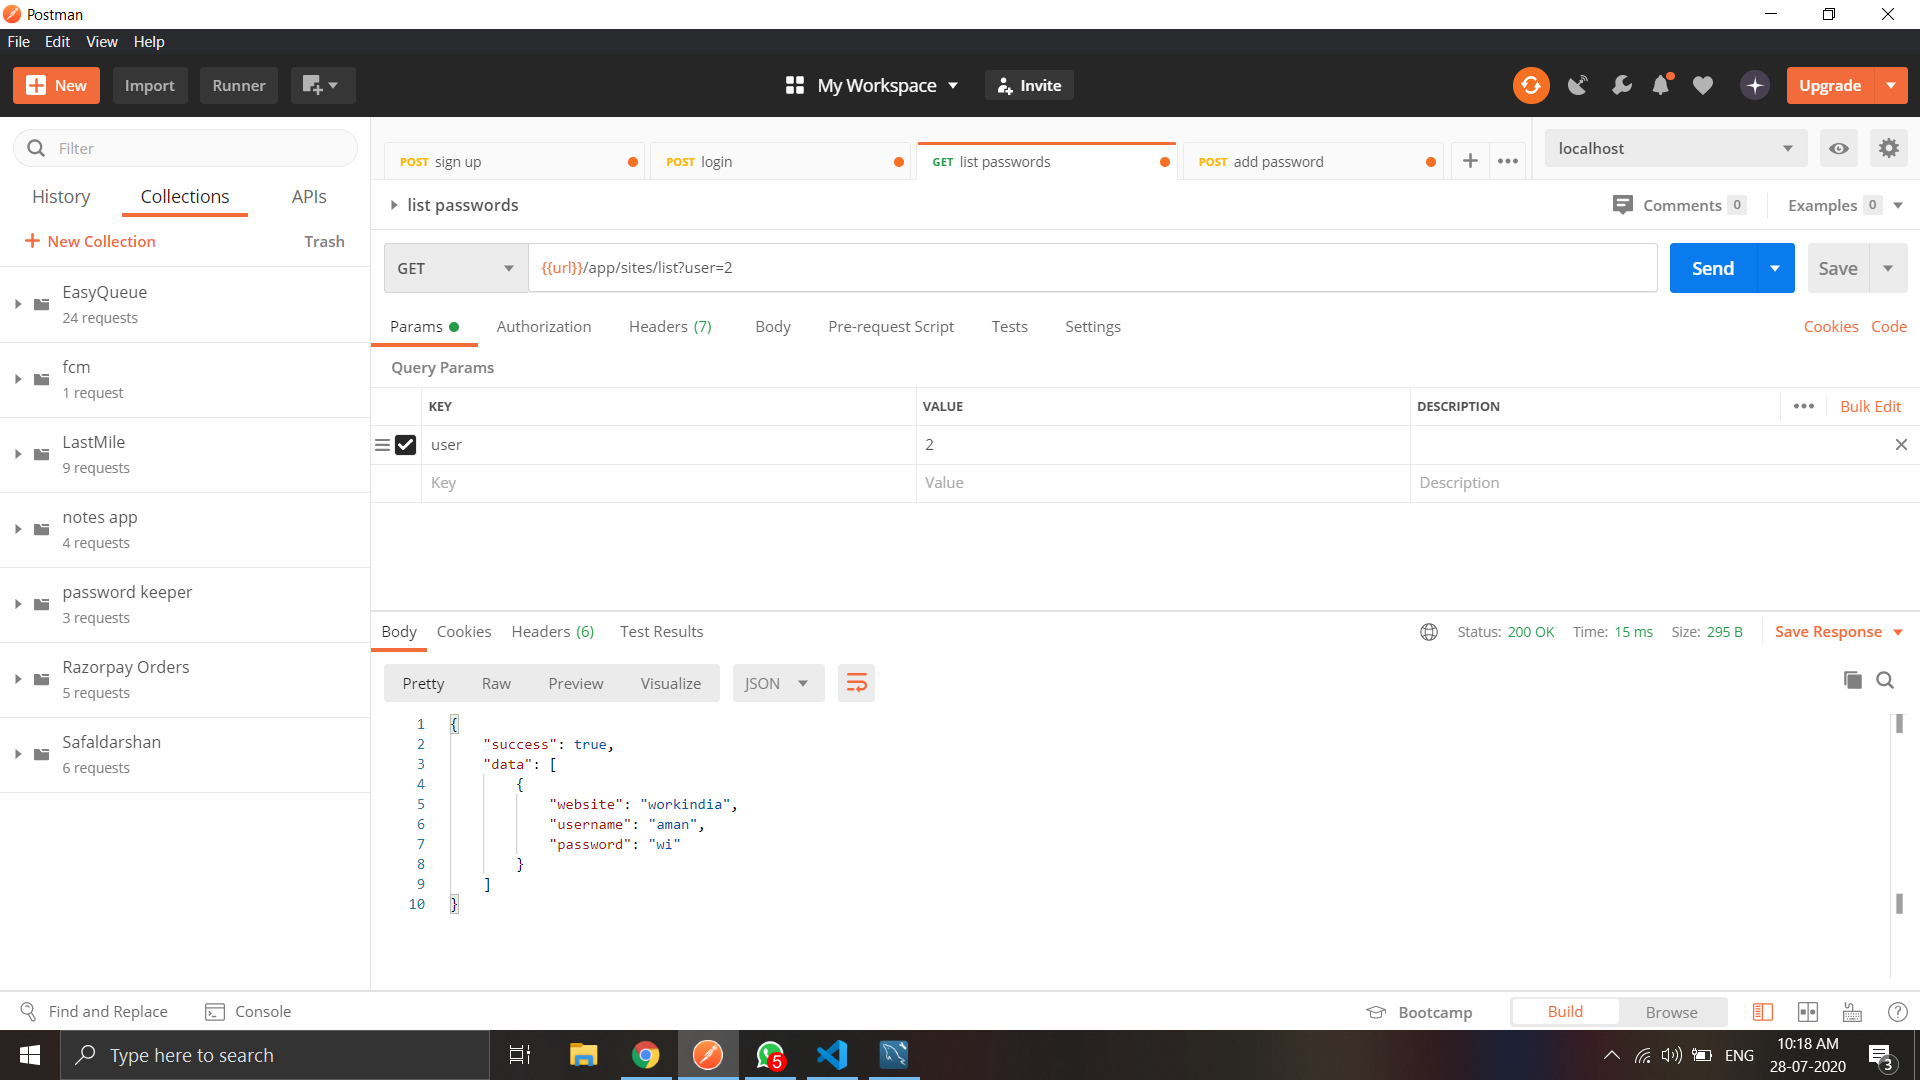 Postman
File Edit View Help
New Import Runner My Workspace Invite Upgrade
Filter
History Collections APIs
New Collection Trash
EasyQueue
24 requests
fcm
1 request
LastMile
9 requests
notes app
4 requests
password keeper
3 requests
Razorpay Orders
5 requests
Safaldarshan
6 requests
POST sign up POST login GET list passwords POST add password
localhost
list passwords Comments 0 Examples 0
GET {{url}}/app/sites/list?user=2 Send Save
Params Authorization Headers (7) Body Pre-request Script Tests Settings Cookies Code
Query Params
KEY VALUE DESCRIPTION Bulk Edit
user 2
Key Value Description
Body Cookies Headers (6) Test Results Status: 200 OK Time: 15 ms Size: 295 B Save Response
Pretty Raw Preview Visualize JSON
1 {
2 "success": true,
3 "data": [
4 {
5 "website": "workindia",
6 "username": "aman",
7 "password": "wi"
8 }
9 ]
10 }
Find and Replace Console Bootcamp Build Browse
Type here to search 5 ENG 10:18 AM
28-07-2020 3